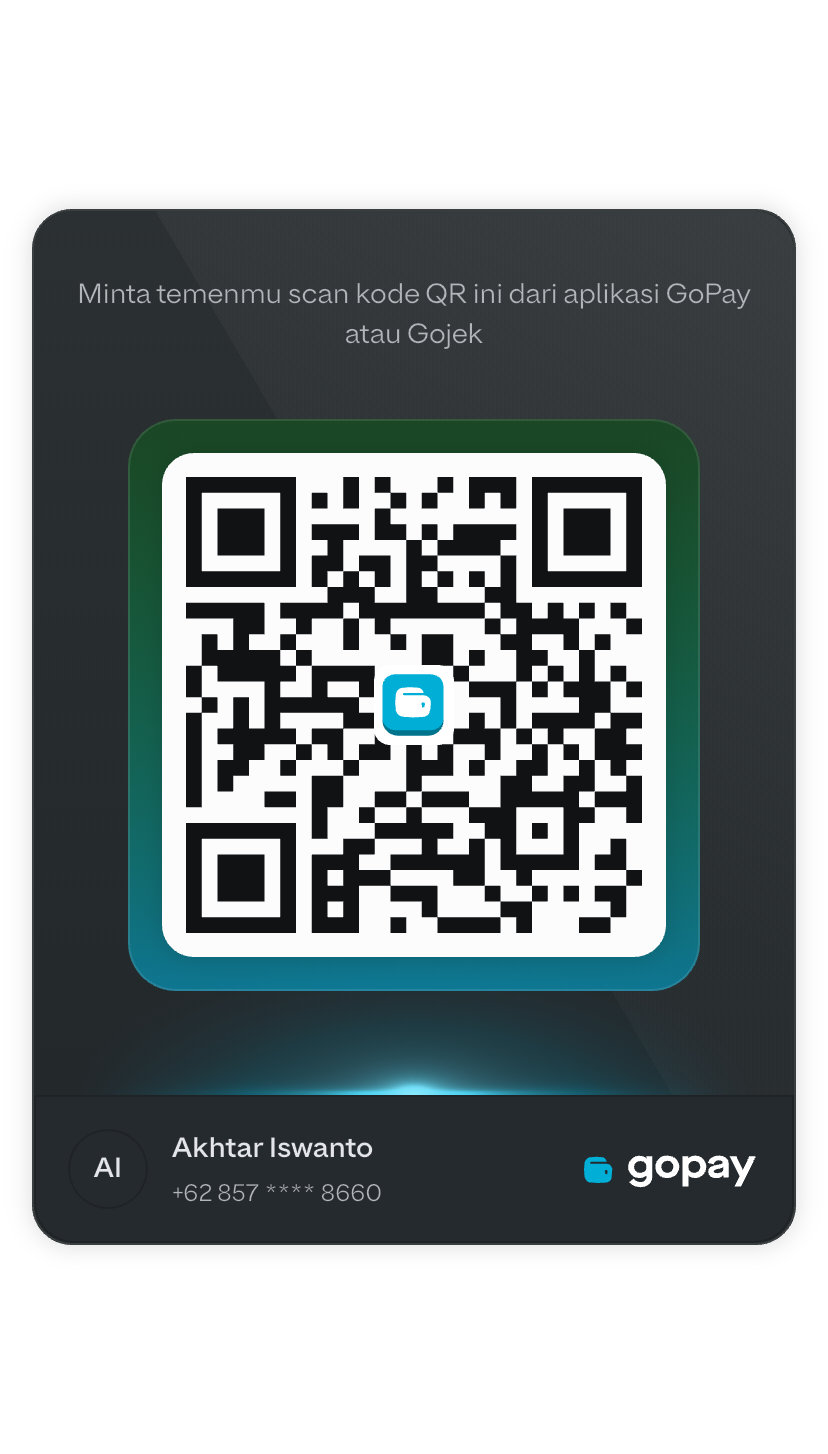 Minta temenmu scan kode QR ini dari aplikasi GoPay
atau Gojek
AI
Akhtar Iswanto
+62 857 **** 8660
gopay